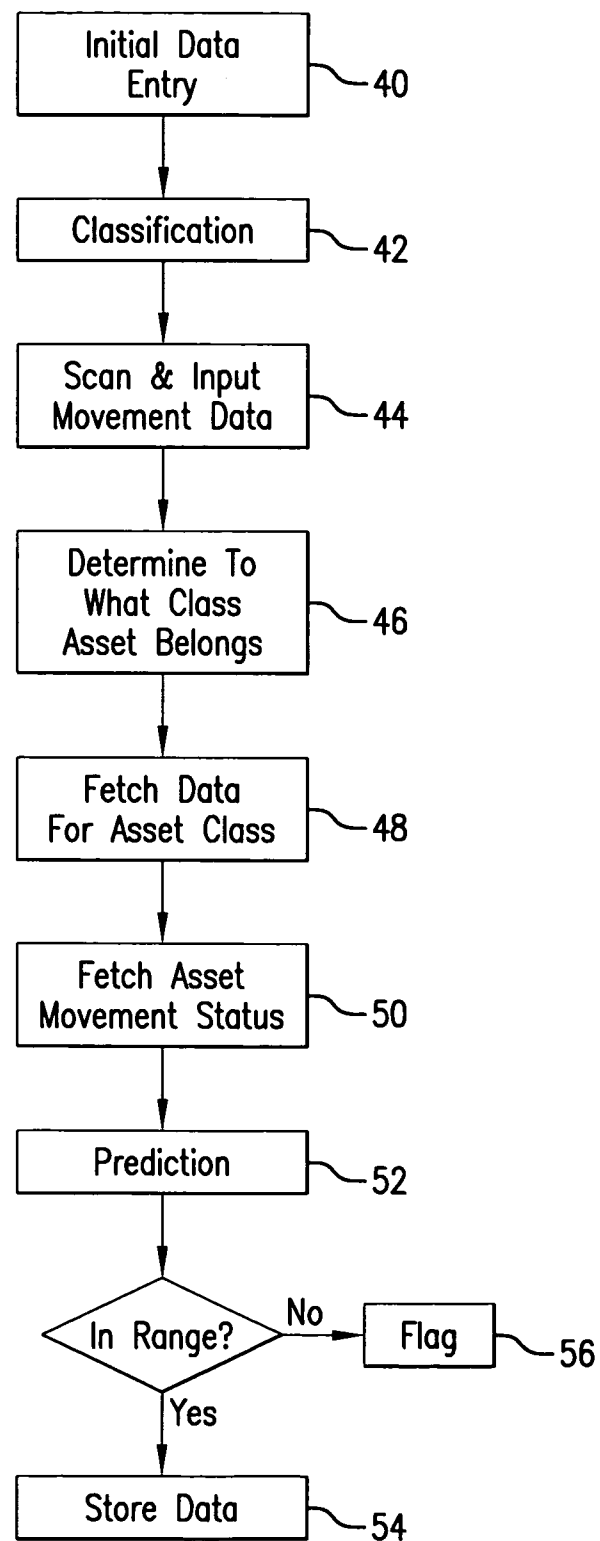 Initial Data
Entry
40
Classification
42
Scan & Input
Movement Data
44
Determine To
What Class
Asset Belongs
46
Fetch Data
For Asset Class
48
Fetch Asset
Movement Status
50
Prediction
52
In Range?
No
Flag
56
Yes
Store Data
54